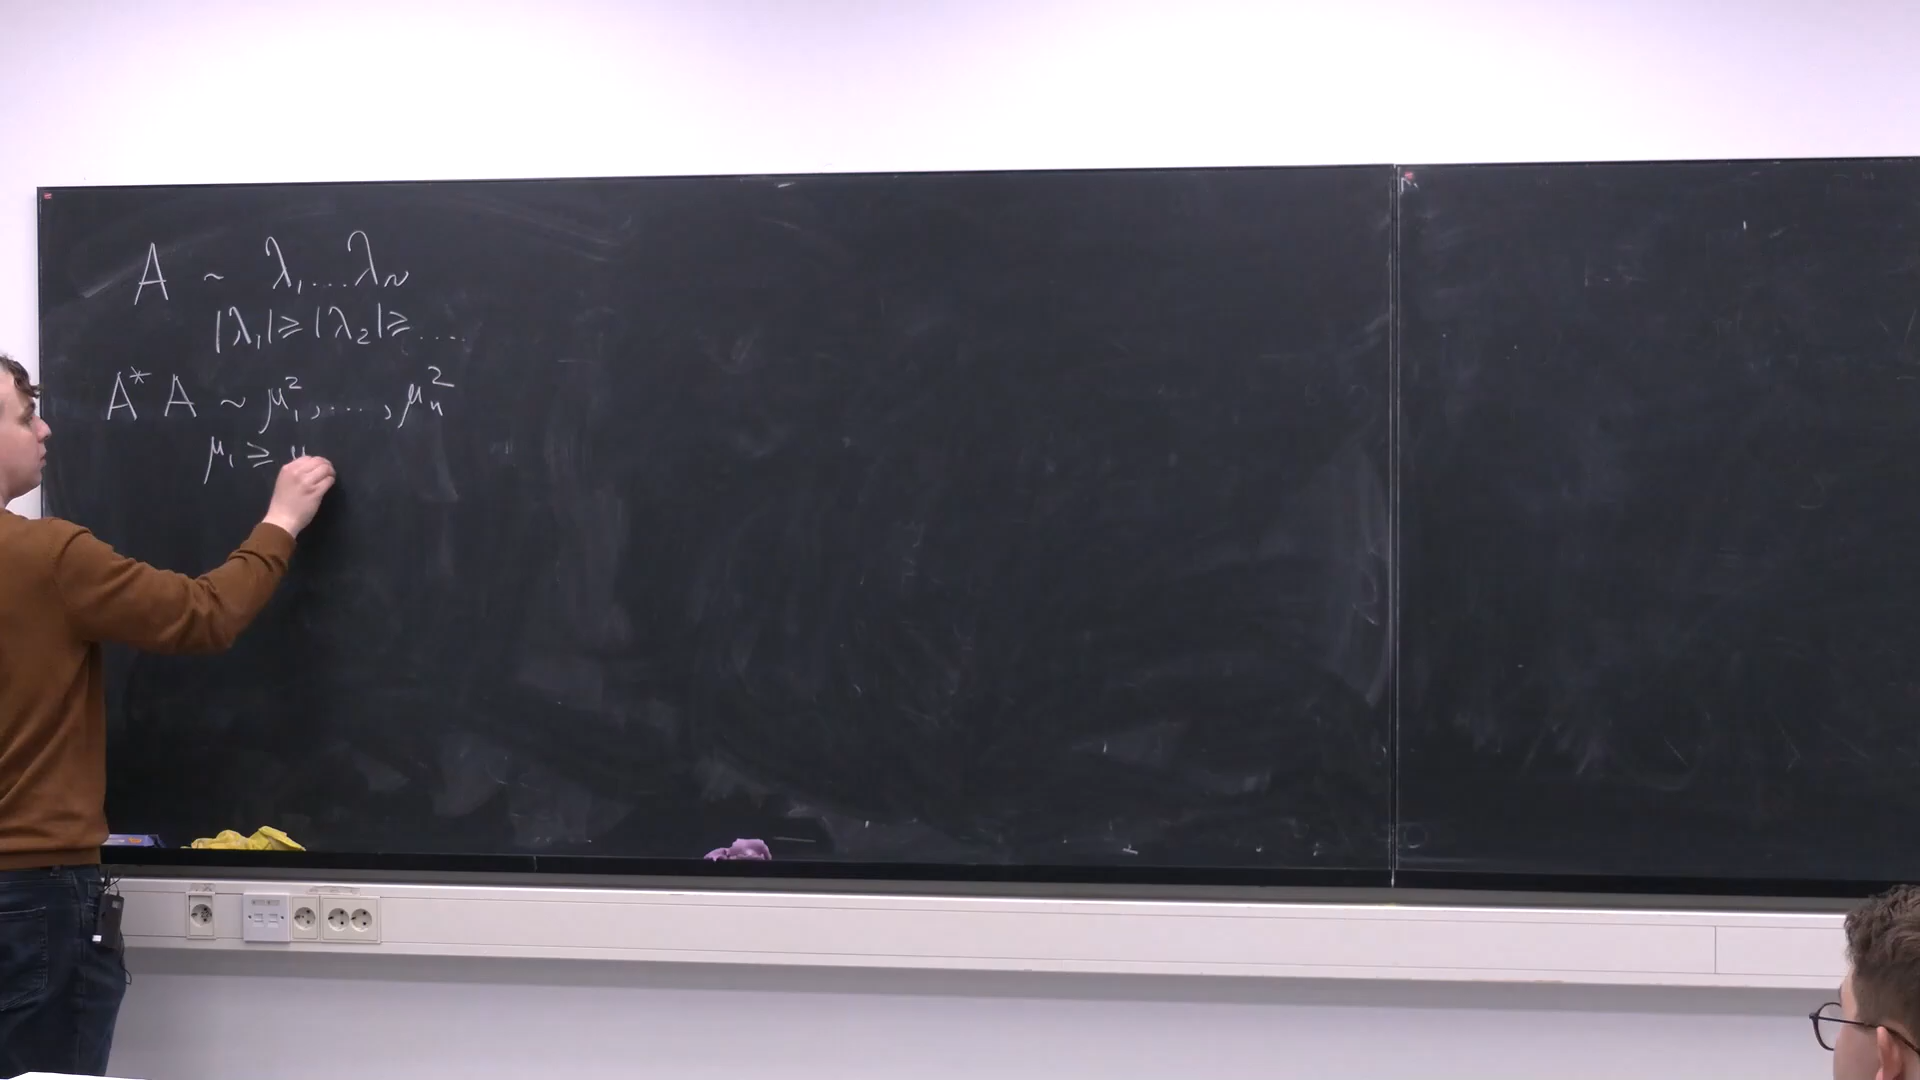 A ~ λ₁...λₙ
|λ₁| ⩾ |λ₂| ⩾ ....
A* A ~ μ₁², ..., μₙ²
μ₁ ⩾ μ